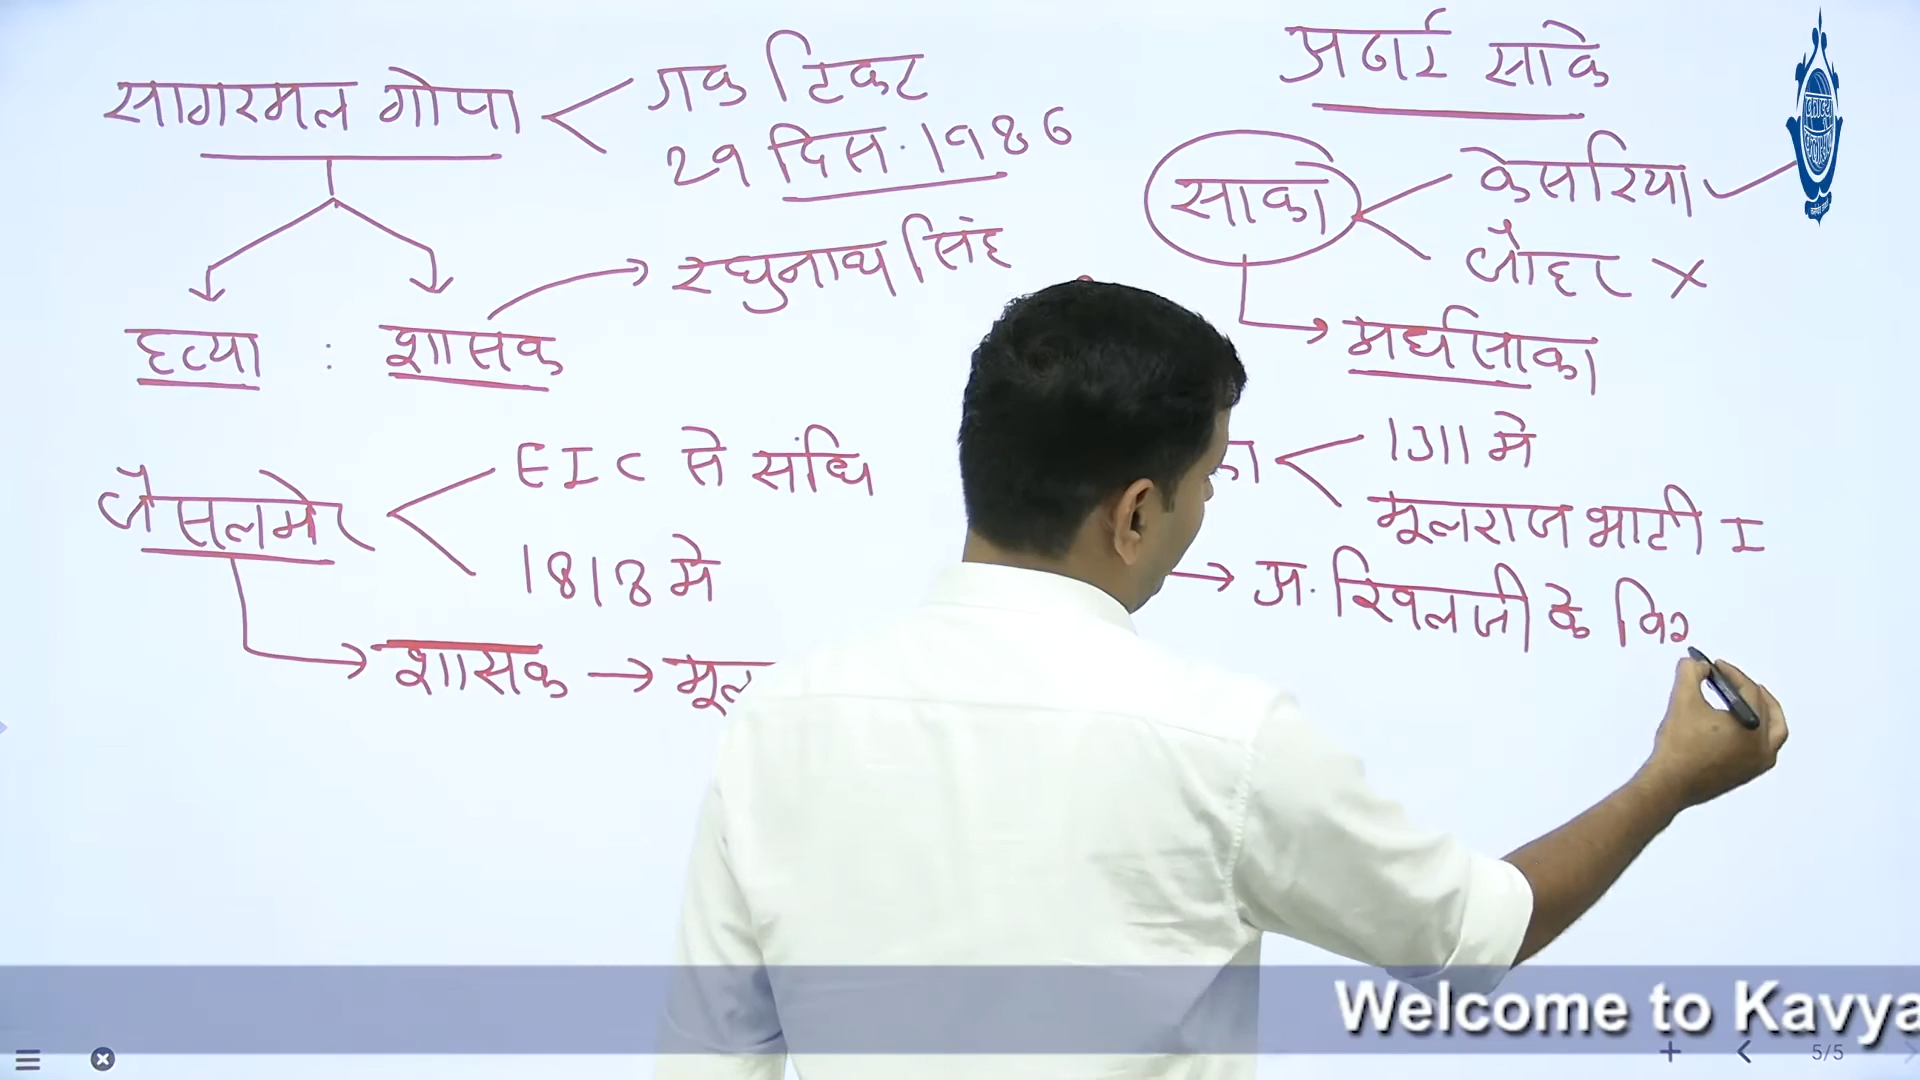 सागरमल गोपा
डाक टिकट
29 दिस. 1986
रघुनाथ सिंह
हत्या : शासक
जैसलमेर
EIC से संधि
1818 मे
शासक → मूल
अढाई साके
साका
केसरिया ✓
जौहर X
अर्धसाका
का
1311 मे
मूलराज भाटी I
→ अ. खिलजी के विर
Welcome to Kavya
5/5